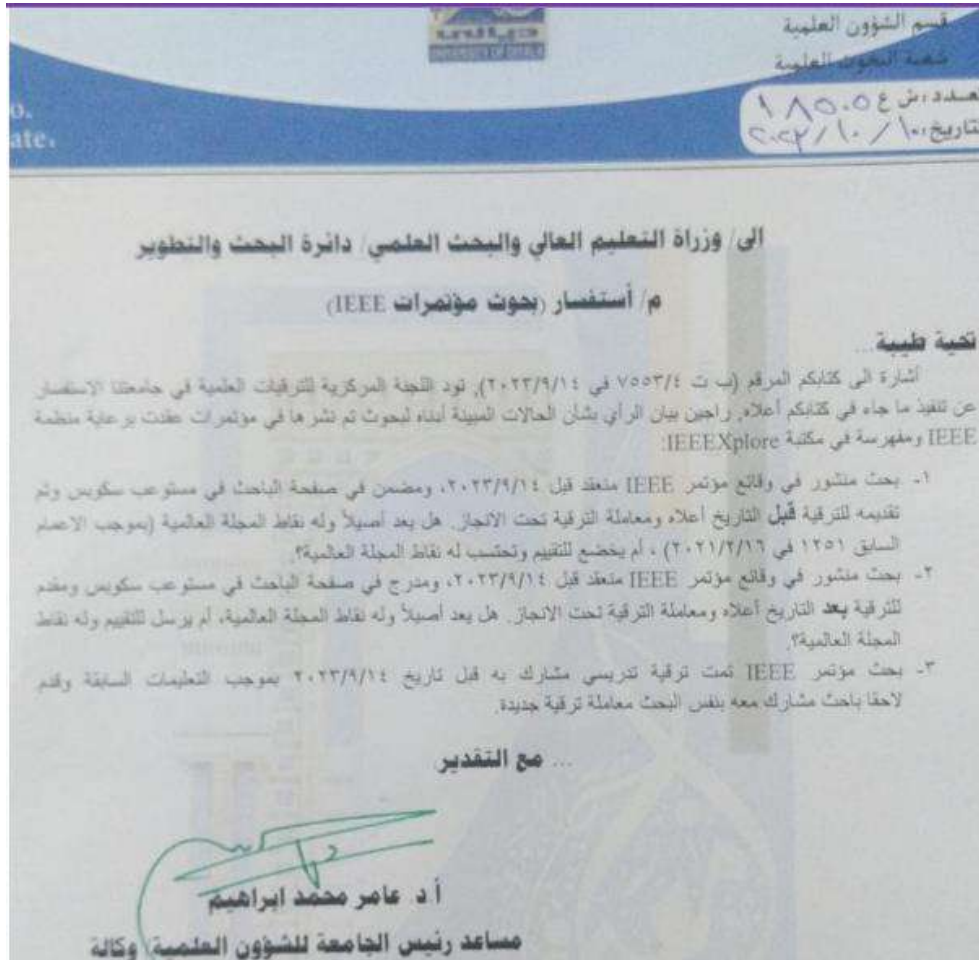 قسم الشؤون العلمية
شعبة البحوث العلمية
ديالى
UNIVERSITY OF DIYALA
العدد: ش ع ١٨٥٠٥
التاريخ: ١٠/١٠/٢٠٢٣
o.
ate.
الى/ وزراة التعليم العالي والبحث العلمي/ دائرة البحث والتطوير
م/ أستفسار (بحوث مؤتمرات IEEE)
تحية طيبة...
أشارة الى كتابكم المرقم (ب ت ٧٥٥٣/٤ في ٢٠٢٣/٩/١٤), تود اللجنة المركزية للترقيات العلمية في جامعتنا الاستفسار
عن تنفيذ ما جاء في كتابكم أعلاه, راجين بيان الرأي بشأن الحالات المبينة أبناه لبحوث تم نشرها في مؤتمرات عقدت برعاية منظمة
IEEE ومفهرسة في مكتبة IEEEXplore:
١- بحث منشور في وقائع مؤتمر IEEE منعقد قبل ٢٠٢٣/٩/١٤، ومضمن في صفحة الباحث في مستوعب سكوبس وتم
تقديمه للترقية قبل التاريخ أعلاه ومعاملة الترقية تحت الانجاز. هل يعد أصيلاً وله نقاط المجلة العالمية (بموجب الاعمام
السابق ١٢٥١ في ٢٠٢١/٢/١٦) ، أم يخضع للتقييم وتحتسب له نقاط المجلة العالمية؟.
٢- بحث منشور في وقائع مؤتمر IEEE منعقد قبل ٢٠٢٣/٩/١٤، ومدرج في صفحة الباحث في مستوعب سكوبس ومقدم
للترقية بعد التاريخ أعلاه ومعاملة الترقية تحت الانجاز. هل يعد أصيلاً وله نقاط المجلة العالمية، أم يرسل للتقييم وله نقاط
المجلة العالمية؟.
٣- بحث مؤتمر IEEE تمت ترقية تدريسي مشارك به قبل تاريخ ٢٠٢٣/٩/١٤ بموجب التعليمات السابقة وقدم
لاحقا باحث مشارك معه بنفس البحث معاملة ترقية جديدة.
... مع التقدير
أ.د. عامر محمد ابراهيم
مساعد رئيس الجامعة للشؤون العلمية/ وكالة